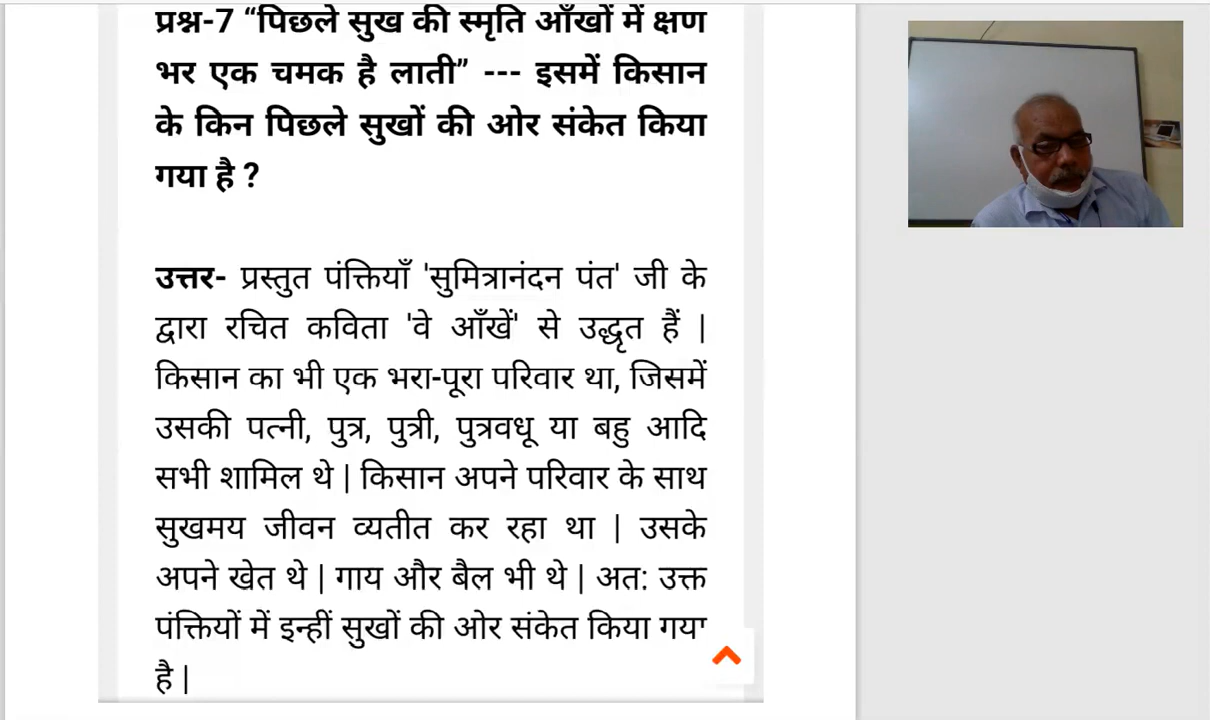 प्रश्न-7 “पिछले सुख की स्मृति आँखों में क्षण
भर एक चमक है लाती” --- इसमें किसान
के किन पिछले सुखों की ओर संकेत किया
गया है ?
उत्तर- प्रस्तुत पंक्तियाँ 'सुमित्रानंदन पंत' जी के
द्वारा रचित कविता 'वे आँखें' से उद्धृत हैं |
किसान का भी एक भरा-पूरा परिवार था, जिसमें
उसकी पत्नी, पुत्र, पुत्री, पुत्रवधू या बहु आदि
सभी शामिल थे | किसान अपने परिवार के साथ
सुखमय जीवन व्यतीत कर रहा था | उसके
अपने खेत थे | गाय और बैल भी थे | अत: उक्त
पंक्तियों में इन्हीं सुखों की ओर संकेत किया गया
है |